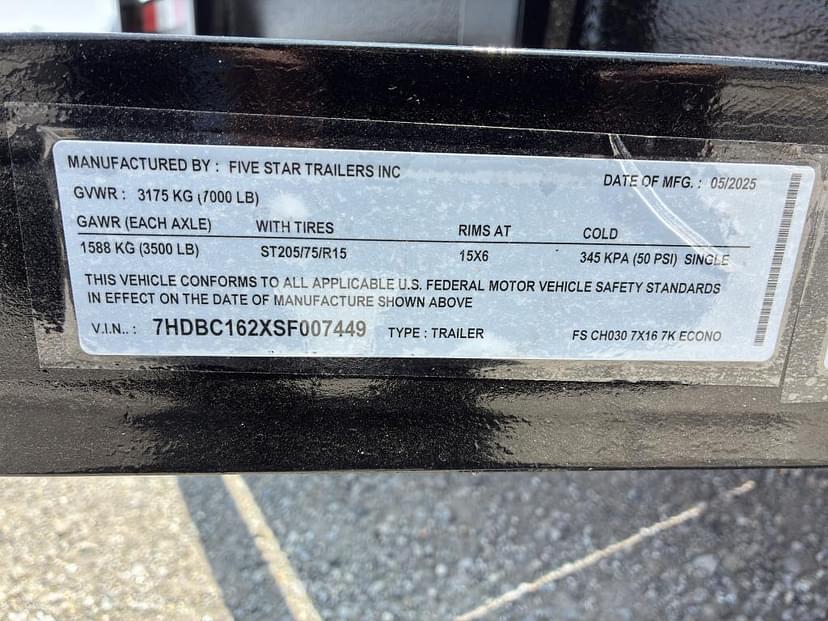 MANUFACTURED BY : FIVE STAR TRAILERS INC DATE OF MFG. : 05/2025
GVWR : 3175 KG (7000 LB)
GAWR (EACH AXLE) WITH TIRES RIMS AT COLD
1588 KG (3500 LB) ST205/75/R15 15X6 345 KPA (50 PSI) SINGLE
THIS VEHICLE CONFORMS TO ALL APPLICABLE U.S. FEDERAL MOTOR VEHICLE SAFETY STANDARDS
IN EFFECT ON THE DATE OF MANUFACTURE SHOWN ABOVE
V.I.N.. : 7HDBC162XSF007449 TYPE : TRAILER FS CH030 7X16 7K ECONO